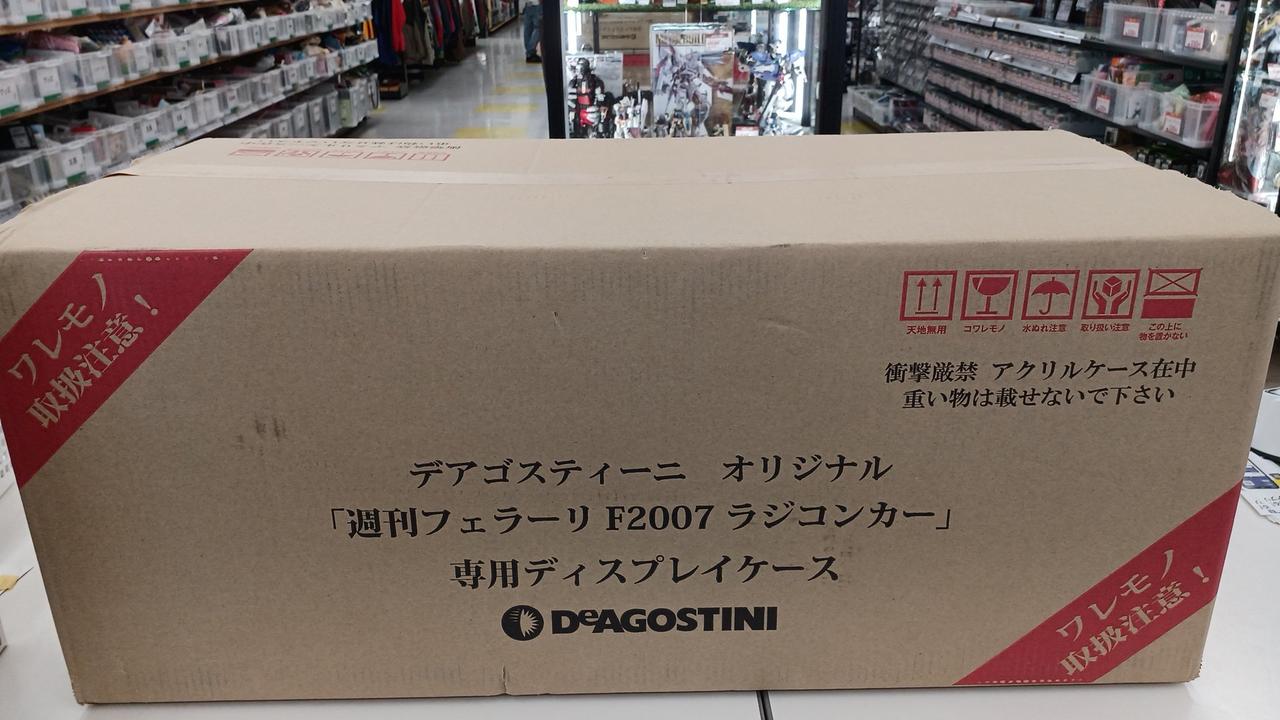 ワレモノ
取扱注意！
天地無用
コワレモノ
水ぬれ注意
取り扱い注意
この上に
物を置かない
衝撃厳禁 アクリルケース在中
重い物は載せないで下さい
デアゴスティーニ オリジナル
「週刊フェラーリ F2007 ラジコンカー」
専用ディスプレイケース
DeAGOSTINI
ワレモノ
取扱注意！